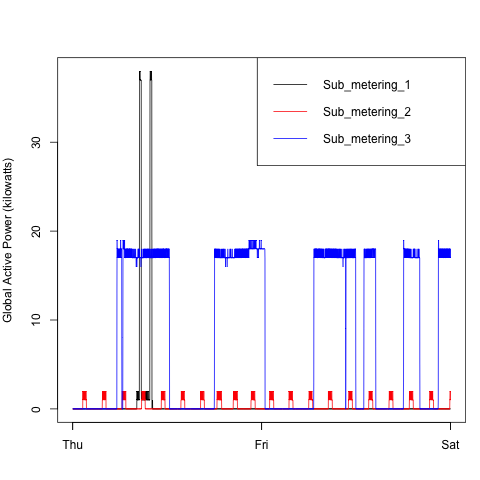 Sub_metering_1
Sub_metering_2
Sub_metering_3
Global Active Power (kilowatts)
30
20
10
0
Thu Fri Sat